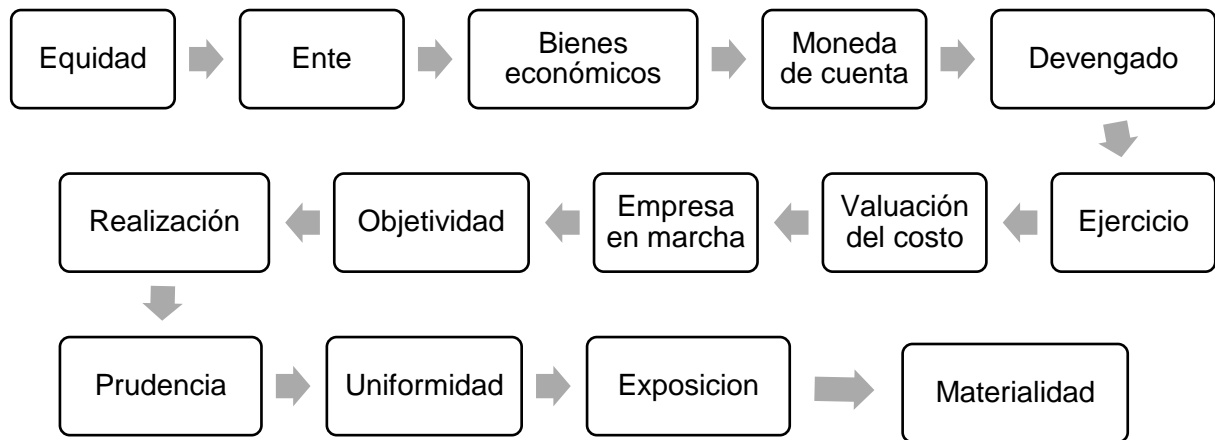 Equidad
Ente
Bienes
económicos
Moneda
de cuenta
Devengado
Ejercicio
Valuación
del costo
Empresa
en marcha
Objetividad
Realización
Prudencia
Uniformidad
Exposicion
Materialidad